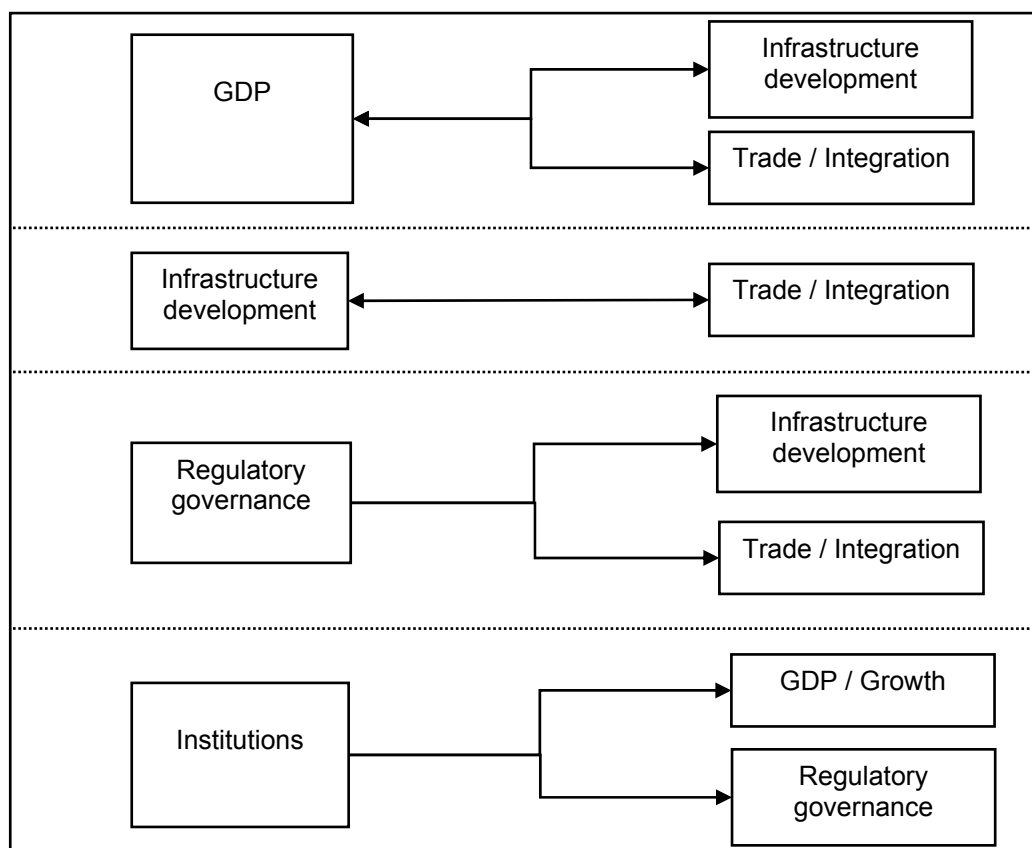 GDP
Infrastructure
development
Trade / Integration
Infrastructure
development
Trade / Integration
Regulatory
governance
Infrastructure
development
Trade / Integration
Institutions
GDP / Growth
Regulatory
governance